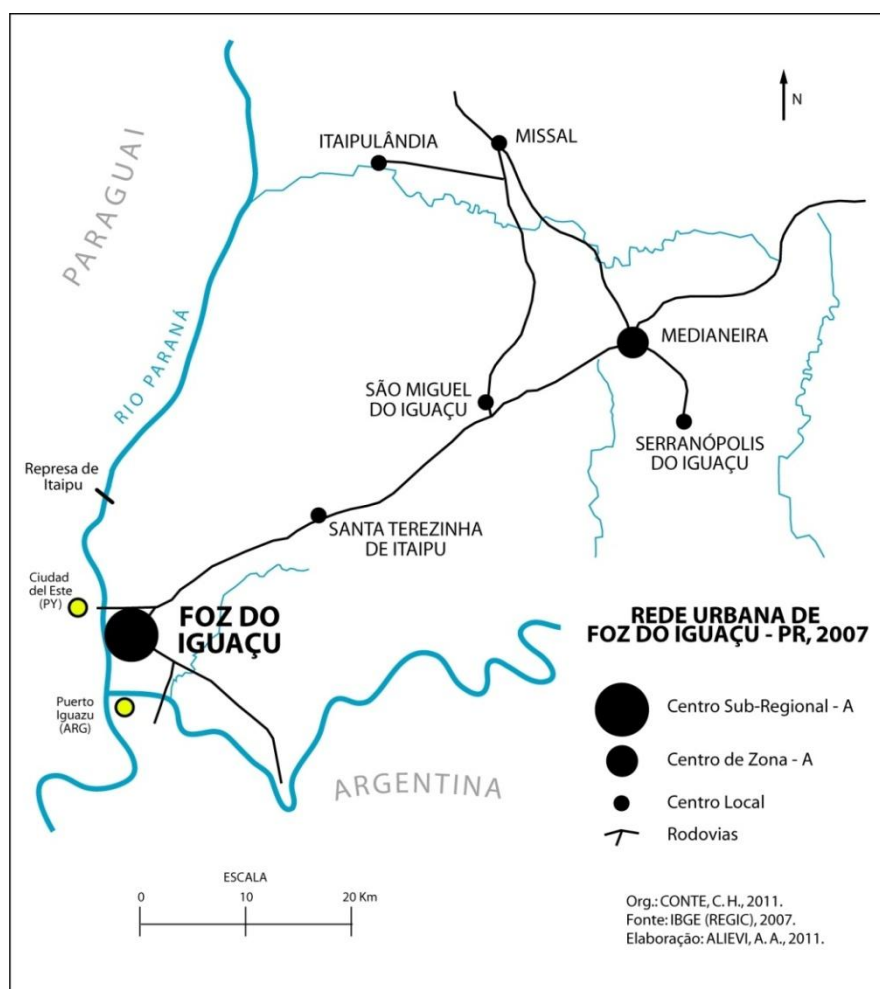 N
PARAGUAI
ITAIPULÂNDIA
MISSAL
RIO PARANÁ
MEDIANEIRA
SÃO MIGUEL
DO IGUAÇU
SERRANÓPOLIS
DO IGUAÇU
Represa de
Itaipu
SANTA TEREZINHA
DE ITAIPU
Ciudad
del Este
(PY)
FOZ DO
IGUAÇU
Puerto
Iguazu
(ARG)
ARGENTINA
REDE URBANA DE
FOZ DO IGUAÇU - PR, 2007
Centro Sub-Regional - A
Centro de Zona - A
Centro Local
Rodovias
ESCALA
0 10 20 Km
Org.: CONTE, C. H., 2011.
Fonte: IBGE (REGIC), 2007.
Elaboração: ALIEVI, A. A., 2011.